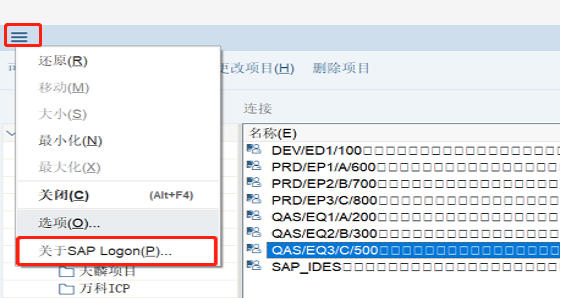 更改项目(H) 删除项目
还原(R)
移动(M)
大小(S)
最小化(N)
最大化(X)
关闭(C) (Alt+F4)
选项(O)...
关于SAP Logon(P)...
大麟项目
万科ICP
连接
名称(E)
DEV/ED1/100□□□□□□□□□□□□□□□
PRD/EP1/A/600□□□□□□□□□□□□□□
PRD/EP2/B/700□□□□□□□□□□□□□□
PRD/EP3/C/800□□□□□□□□□□□□□□
QAS/EQ1/A/200□□□□□□□□□□□□□□
QAS/EQ2/B/300□□□□□□□□□□□□□□
QAS/EQ3/C/500□□□□□□□□□□□□□□
SAP_IDES□□□□□□□□□□□□□□□□□